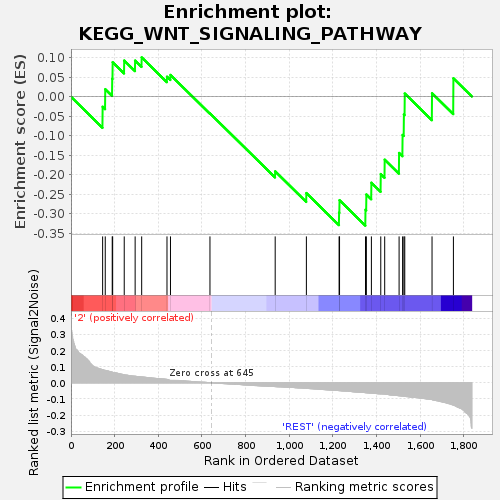 Enrichment plot:
KEGG_WNT_SIGNALING_PATHWAY
Enrichment score (ES)
0.10
0.05
0.00
-0.05
-0.10
-0.15
-0.20
-0.25
-0.30
-0.35
Ranked list metric (Signal2Noise)
'2' (positively correlated)
0.4
0.3
0.2
0.1
0.0
-0.1
-0.2
-0.3
Zero cross at 645
'REST' (negatively correlated)
0 200 400 600 800 1,000 1,200 1,400 1,600 1,800
Rank in Ordered Dataset
Enrichment profile Hits Ranking metric scores